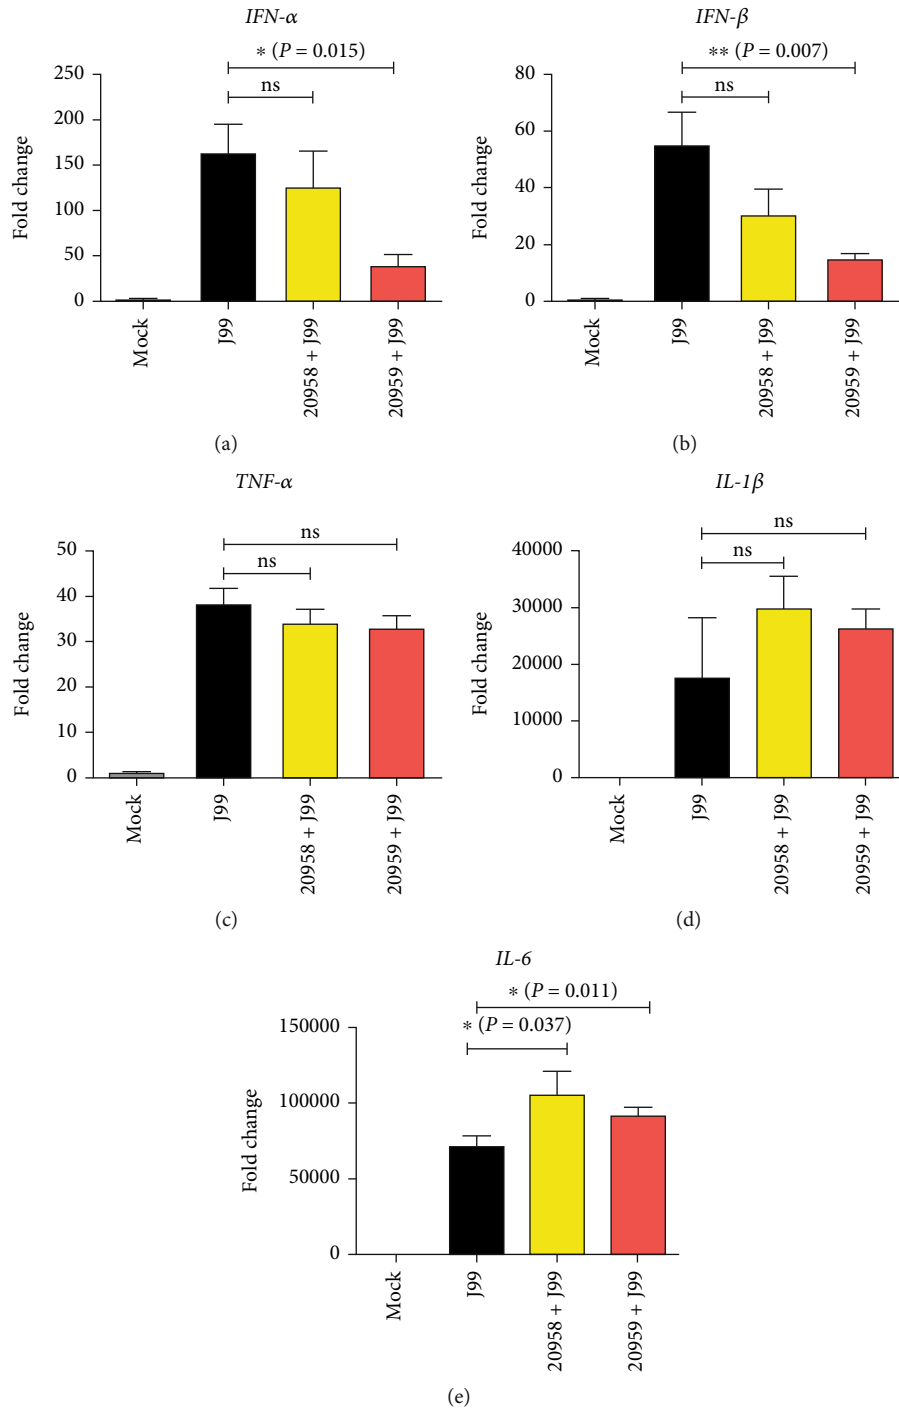 IFN-α
* (P = 0.015)
ns
Fold change
250
200
150
100
50
0
Mock
J99
20958 + J99
20959 + J99
(a)
IFN-β
** (P = 0.007)
ns
Fold change
80
60
40
20
0
Mock
J99
20958 + J99
20959 + J99
(b)
TNF-α
ns
ns
Fold change
50
40
30
20
10
0
Mock
J99
20958 + J99
20959 + J99
(c)
IL-1β
ns
ns
Fold change
40000
30000
20000
10000
0
Mock
J99
20958 + J99
20959 + J99
(d)
IL-6
* (P = 0.011)
* (P = 0.037)
Fold change
150000
100000
50000
0
Mock
J99
20958 + J99
20959 + J99
(e)